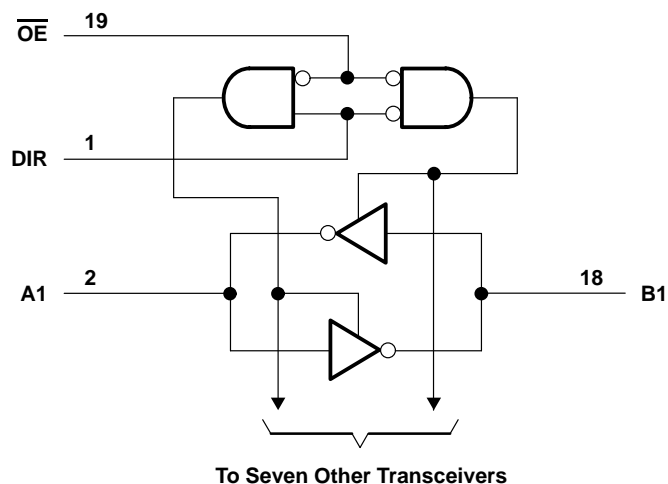 OE 19
DIR 1
A1 2
18 B1
To Seven Other Transceivers